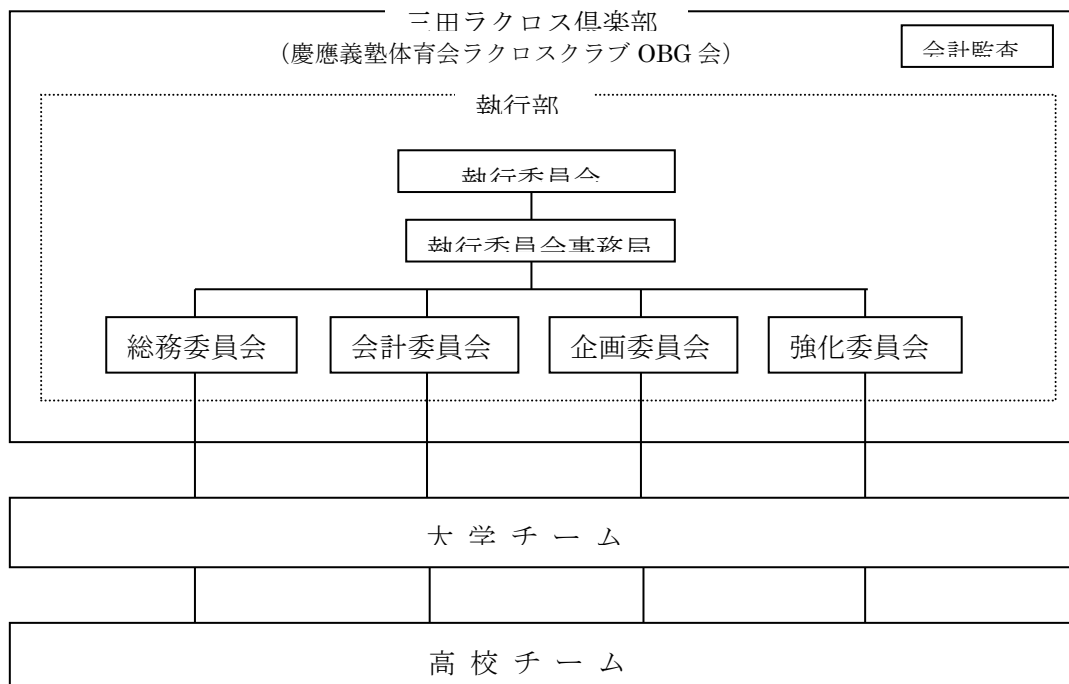 三田ラクロス倶楽部
（慶應義塾体育会ラクロスクラブ OBG 会）
会計監査
執行部
執行委員会
執行委員会事務局
総務委員会
会計委員会
企画委員会
強化委員会
大 学 チ ー ム
高 校 チ ー ム